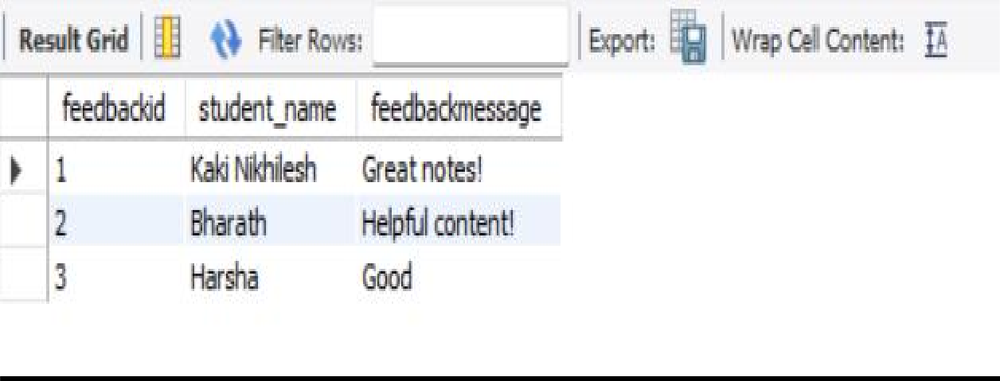 Result Grid Filter Rows: Export: Wrap Cell Content: IA
feedbackid student_name feedbackmessage
1 Kaki Nikhilesh Great notes!
2 Bharath Helpful content!
3 Harsha Good